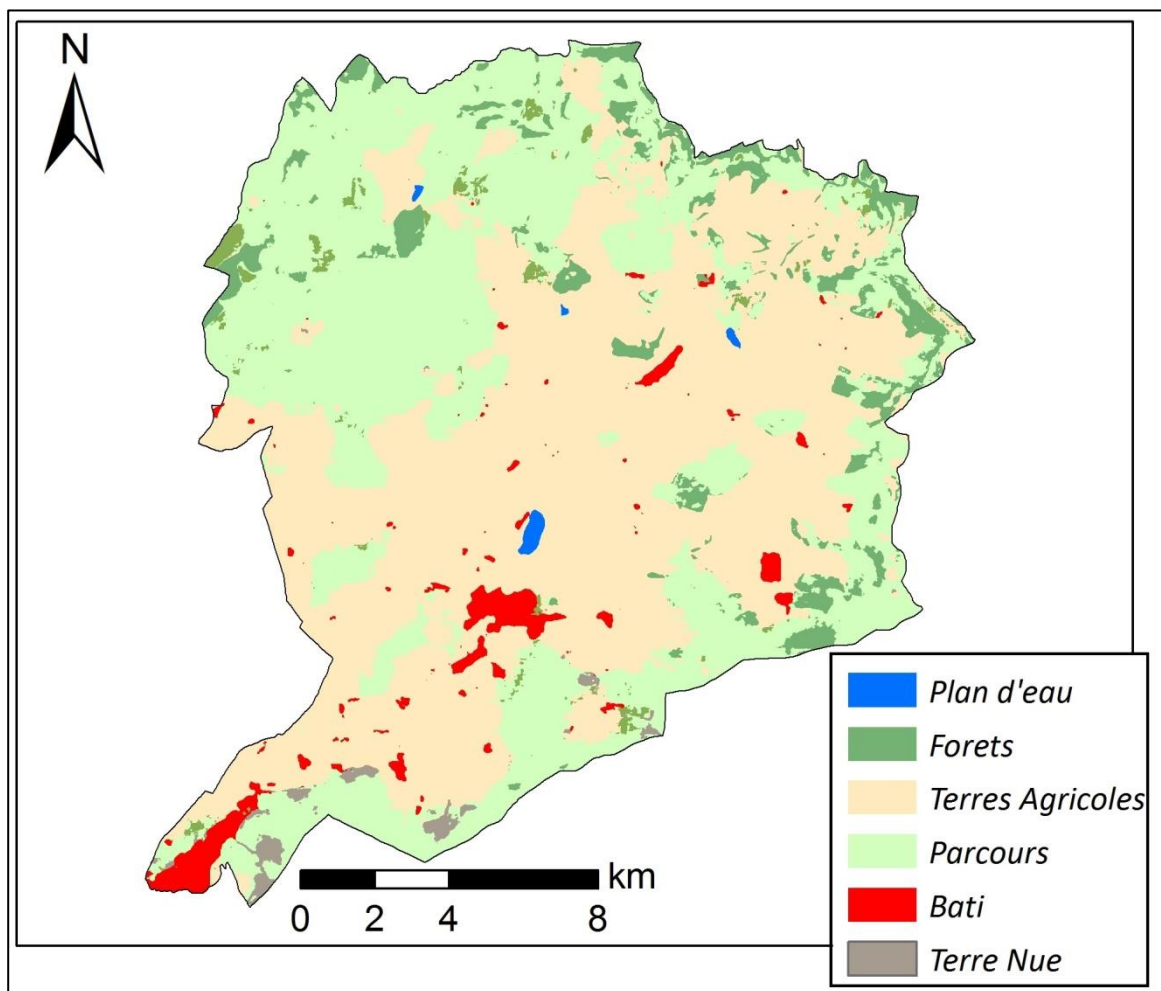 N
km
0 2 4 8
Plan d'eau
Forets
Terres Agricoles
Parcours
Bati
Terre Nue